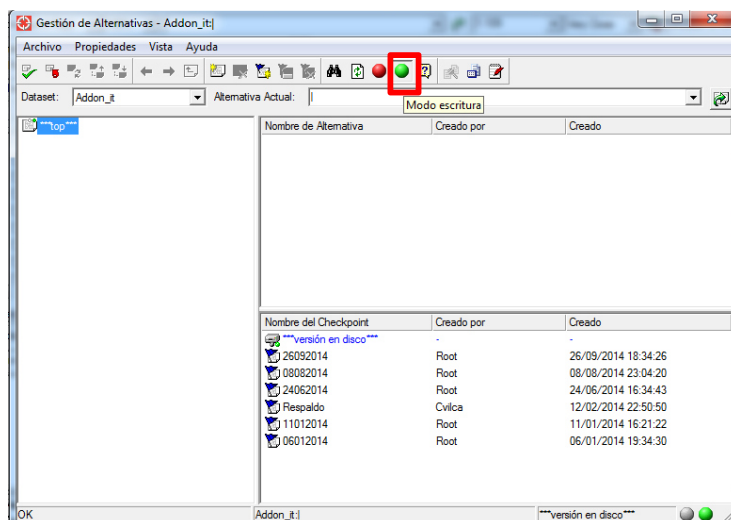 Gestión de Alternativas - Addon_it:|
Archivo Propiedades Vista Ayuda
Dataset: Addon_it Alternativa Actual: |
Modo escritura
***top***
Nombre de Alternativa Creado por Creado
Nombre del Checkpoint Creado por Creado
***versión en disco*** - -
26092014 Root 26/09/2014 18:34:26
08082014 Root 08/08/2014 23:04:20
24062014 Root 24/06/2014 16:34:43
Respaldo Cvilca 12/02/2014 22:50:50
11012014 Root 11/01/2014 16:21:22
06012014 Root 06/01/2014 19:34:30
OK Addon_it:| ***versión en disco***